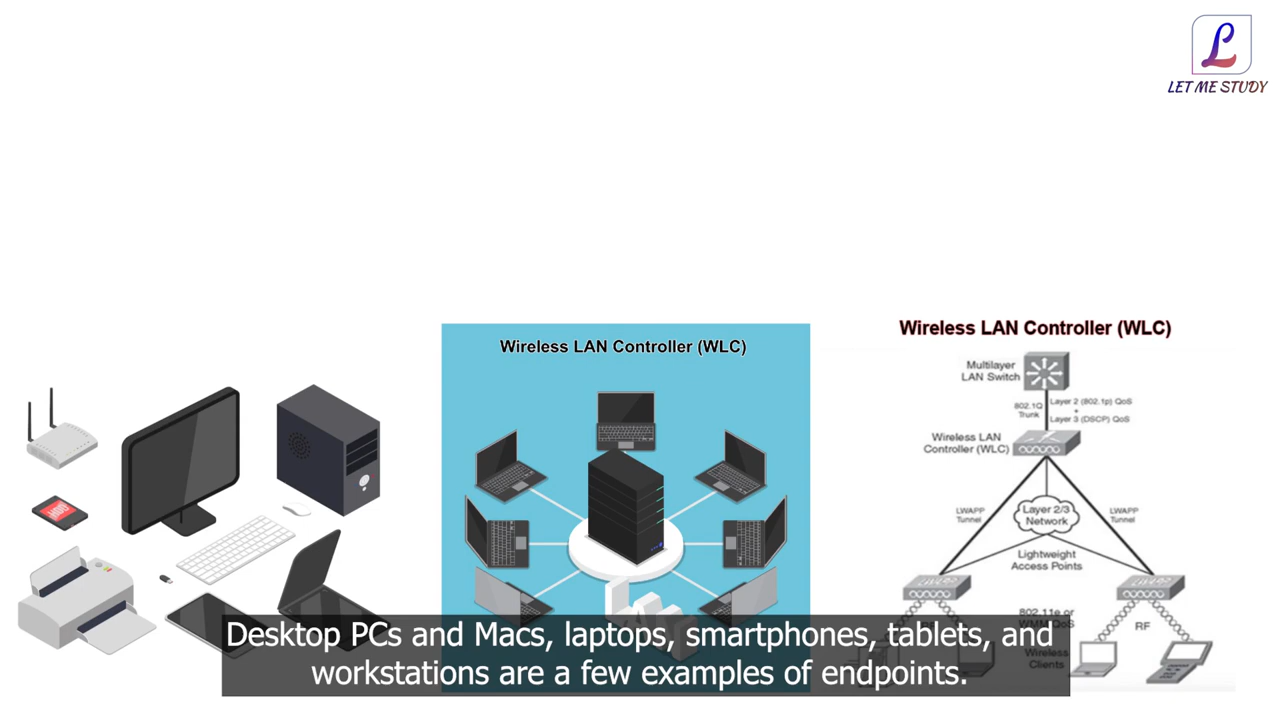 L
LET ME STUDY
Wireless LAN Controller (WLC)
Multilayer
LAN Switch
802.1Q
Trunk
Layer 2 (802.1p) QoS
+
Layer 3 (DSCP) QoS
Wireless LAN
Controller (WLC)
LWAPP
Tunnel
Layer 2/3
Network
LWAPP
Tunnel
Lightweight
Access Points
802.11e or
WMM QoS
RF
Wireless
Clients
Wireless LAN Controller (WLC)
LAN
HDD
Desktop PCs and Macs, laptops, smartphones, tablets, and
workstations are a few examples of endpoints.